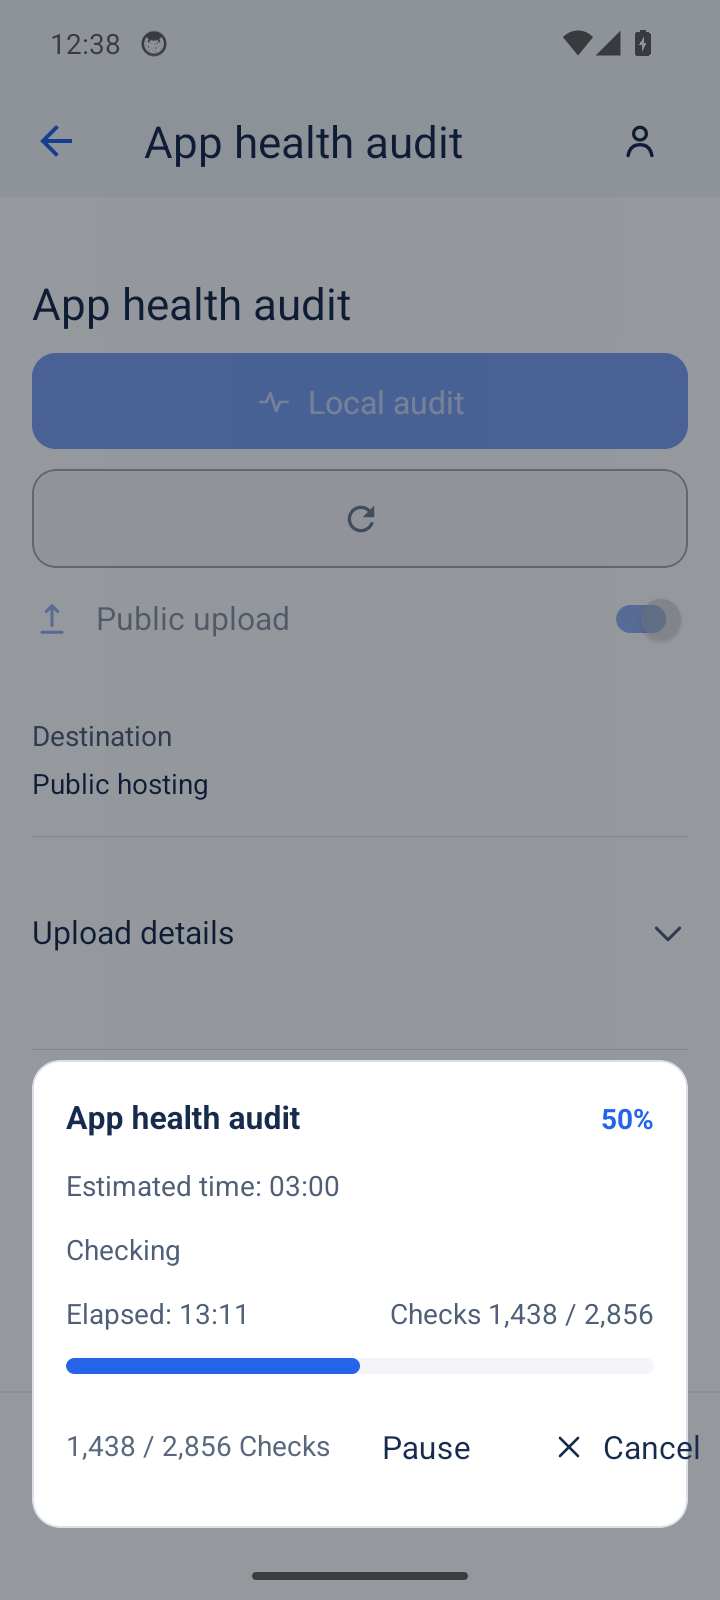 12:38
App health audit
App health audit
Local audit
Public upload
Destination
Public hosting
Upload details
App health audit 50%
Estimated time: 03:00
Checking
Elapsed: 13:11 Checks 1,438 / 2,856
1,438 / 2,856 Checks Pause Cancel